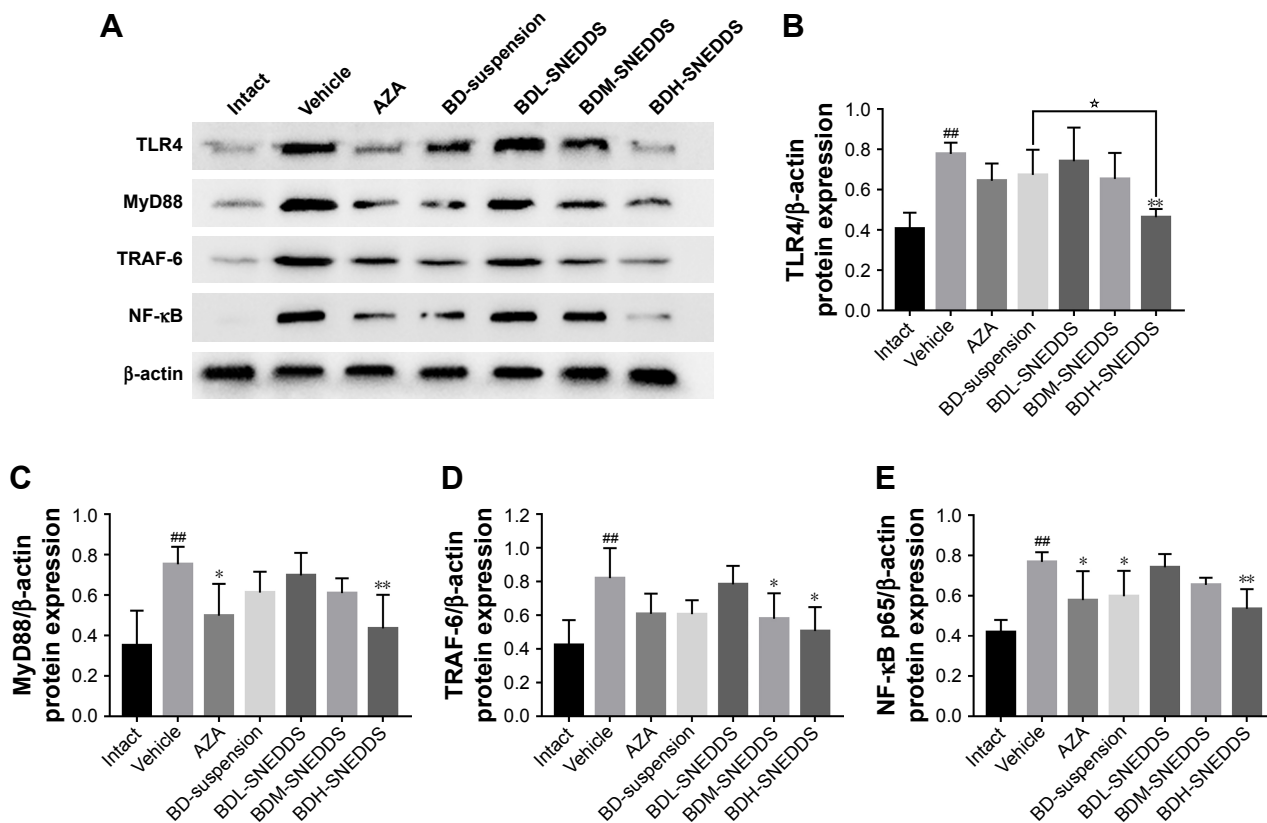 A
Intact
Vehicle
AZA
BD-suspension
BDL-SNEDDS
BDM-SNEDDS
BDH-SNEDDS
TLR4
MyD88
TRAF-6
NF-κB
β-actin
B
TLR4/β-actin
protein expression
1.0
0.8
0.6
0.4
0.2
0.0
##
☆
**
Intact
Vehicle
AZA
BD-suspension
BDL-SNEDDS
BDM-SNEDDS
BDH-SNEDDS
C
MyD88/β-actin
protein expression
1.0
0.8
0.6
0.4
0.2
0.0
##
*
**
Intact
Vehicle
AZA
BD-suspension
BDL-SNEDDS
BDM-SNEDDS
BDH-SNEDDS
D
TRAF-6/β-actin
protein expression
1.2
1.0
0.8
0.6
0.4
0.2
0.0
##
*
*
Intact
Vehicle
AZA
BD-suspension
BDL-SNEDDS
BDM-SNEDDS
BDH-SNEDDS
E
NF-κB p65/β-actin
protein expression
1.0
0.8
0.6
0.4
0.2
0.0
##
*
*
**
Intact
Vehicle
AZA
BD-suspension
BDL-SNEDDS
BDM-SNEDDS
BDH-SNEDDS